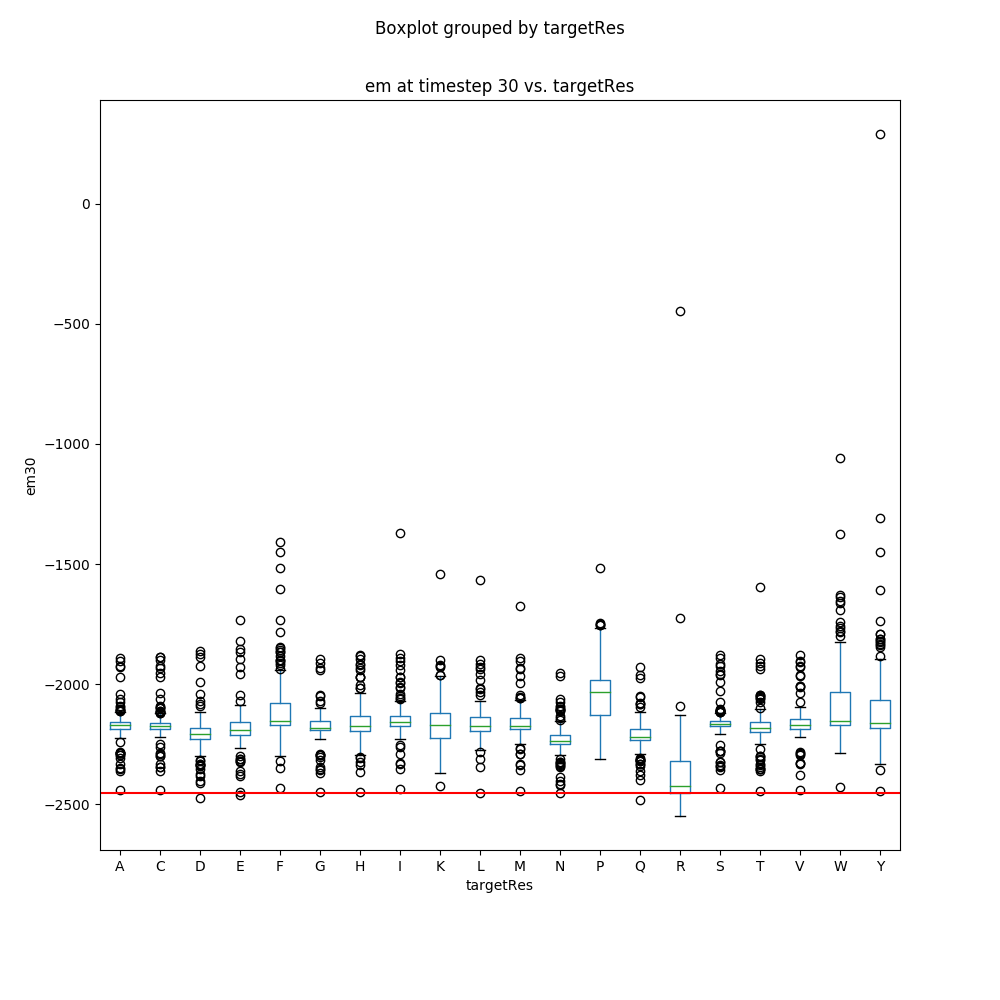 Boxplot grouped by targetRes
em at timestep 30 vs. targetRes
0
−500
−1000
−1500
−2000
−2500
em30
A C D E F G H I K L M N P Q R S T V W Y
targetRes